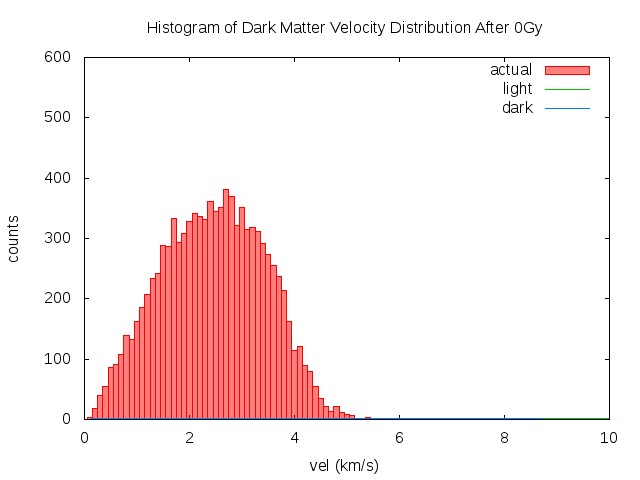 Histogram of Dark Matter Velocity Distribution After 0Gy
600
500
400
300
200
100
0
counts
actual
light
dark
0 2 4 6 8 10
vel (km/s)